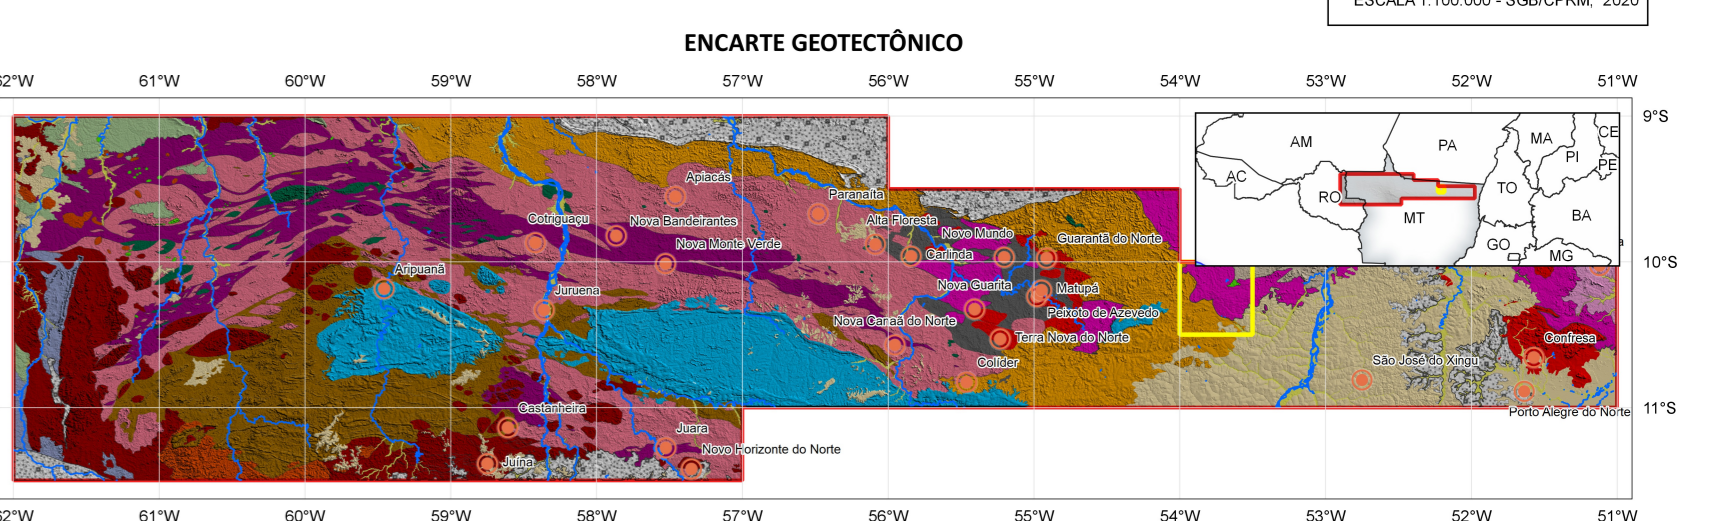 ESCALA 1:100.000 - SGB/CPRM, 2020
ENCARTE GEOTECTÔNICO
62°W 61°W 60°W 59°W 58°W 57°W 56°W 55°W 54°W 53°W 52°W 51°W
9°S
AM
PA
MA
CE
PI
PE
AC
RO
TO
MT
BA
GO
MG
Apiacás
Paranaíta
Cotriguaçu
Nova Bandeirantes
Alta Floresta
Novo Mundo
Guarantã do Norte
Nova Monte Verde
Carlinda
10°S
Aripuanã
Juruena
Nova Guarita
Matupá
Peixoto de Azevedo
Nova Canaã do Norte
Terra Nova do Norte
Confresa
Colíder
São José do Xingu
Castanheira
11°S
Porto Alegre do Norte
Juara
Novo Horizonte do Norte
Juína
62°W 61°W 60°W 59°W 58°W 57°W 56°W 55°W 54°W 53°W 52°W 51°W